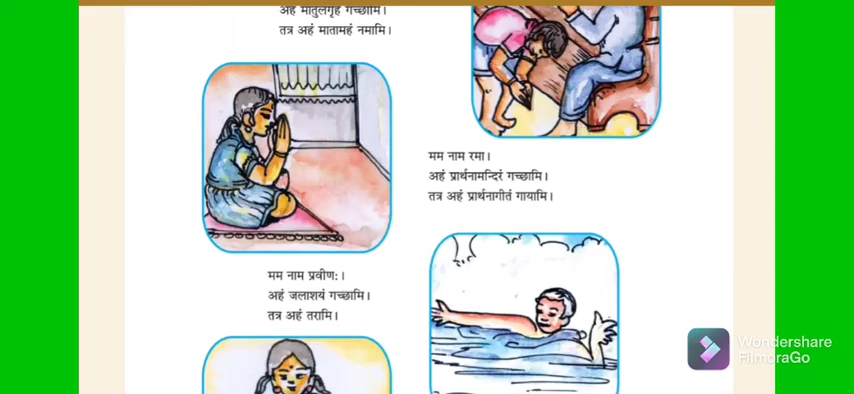 अहं मातुलगृहं गच्छामि।
तत्र अहं मातामहं नमामि।
मम नाम रमा।
अहं प्रार्थनामन्दिरं गच्छामि।
तत्र अहं प्रार्थनागीतं गायामि।
मम नाम प्रवीणः।
अहं जलाशयं गच्छामि।
तत्र अहं तरामि।
Wondershare
FilmoraGo